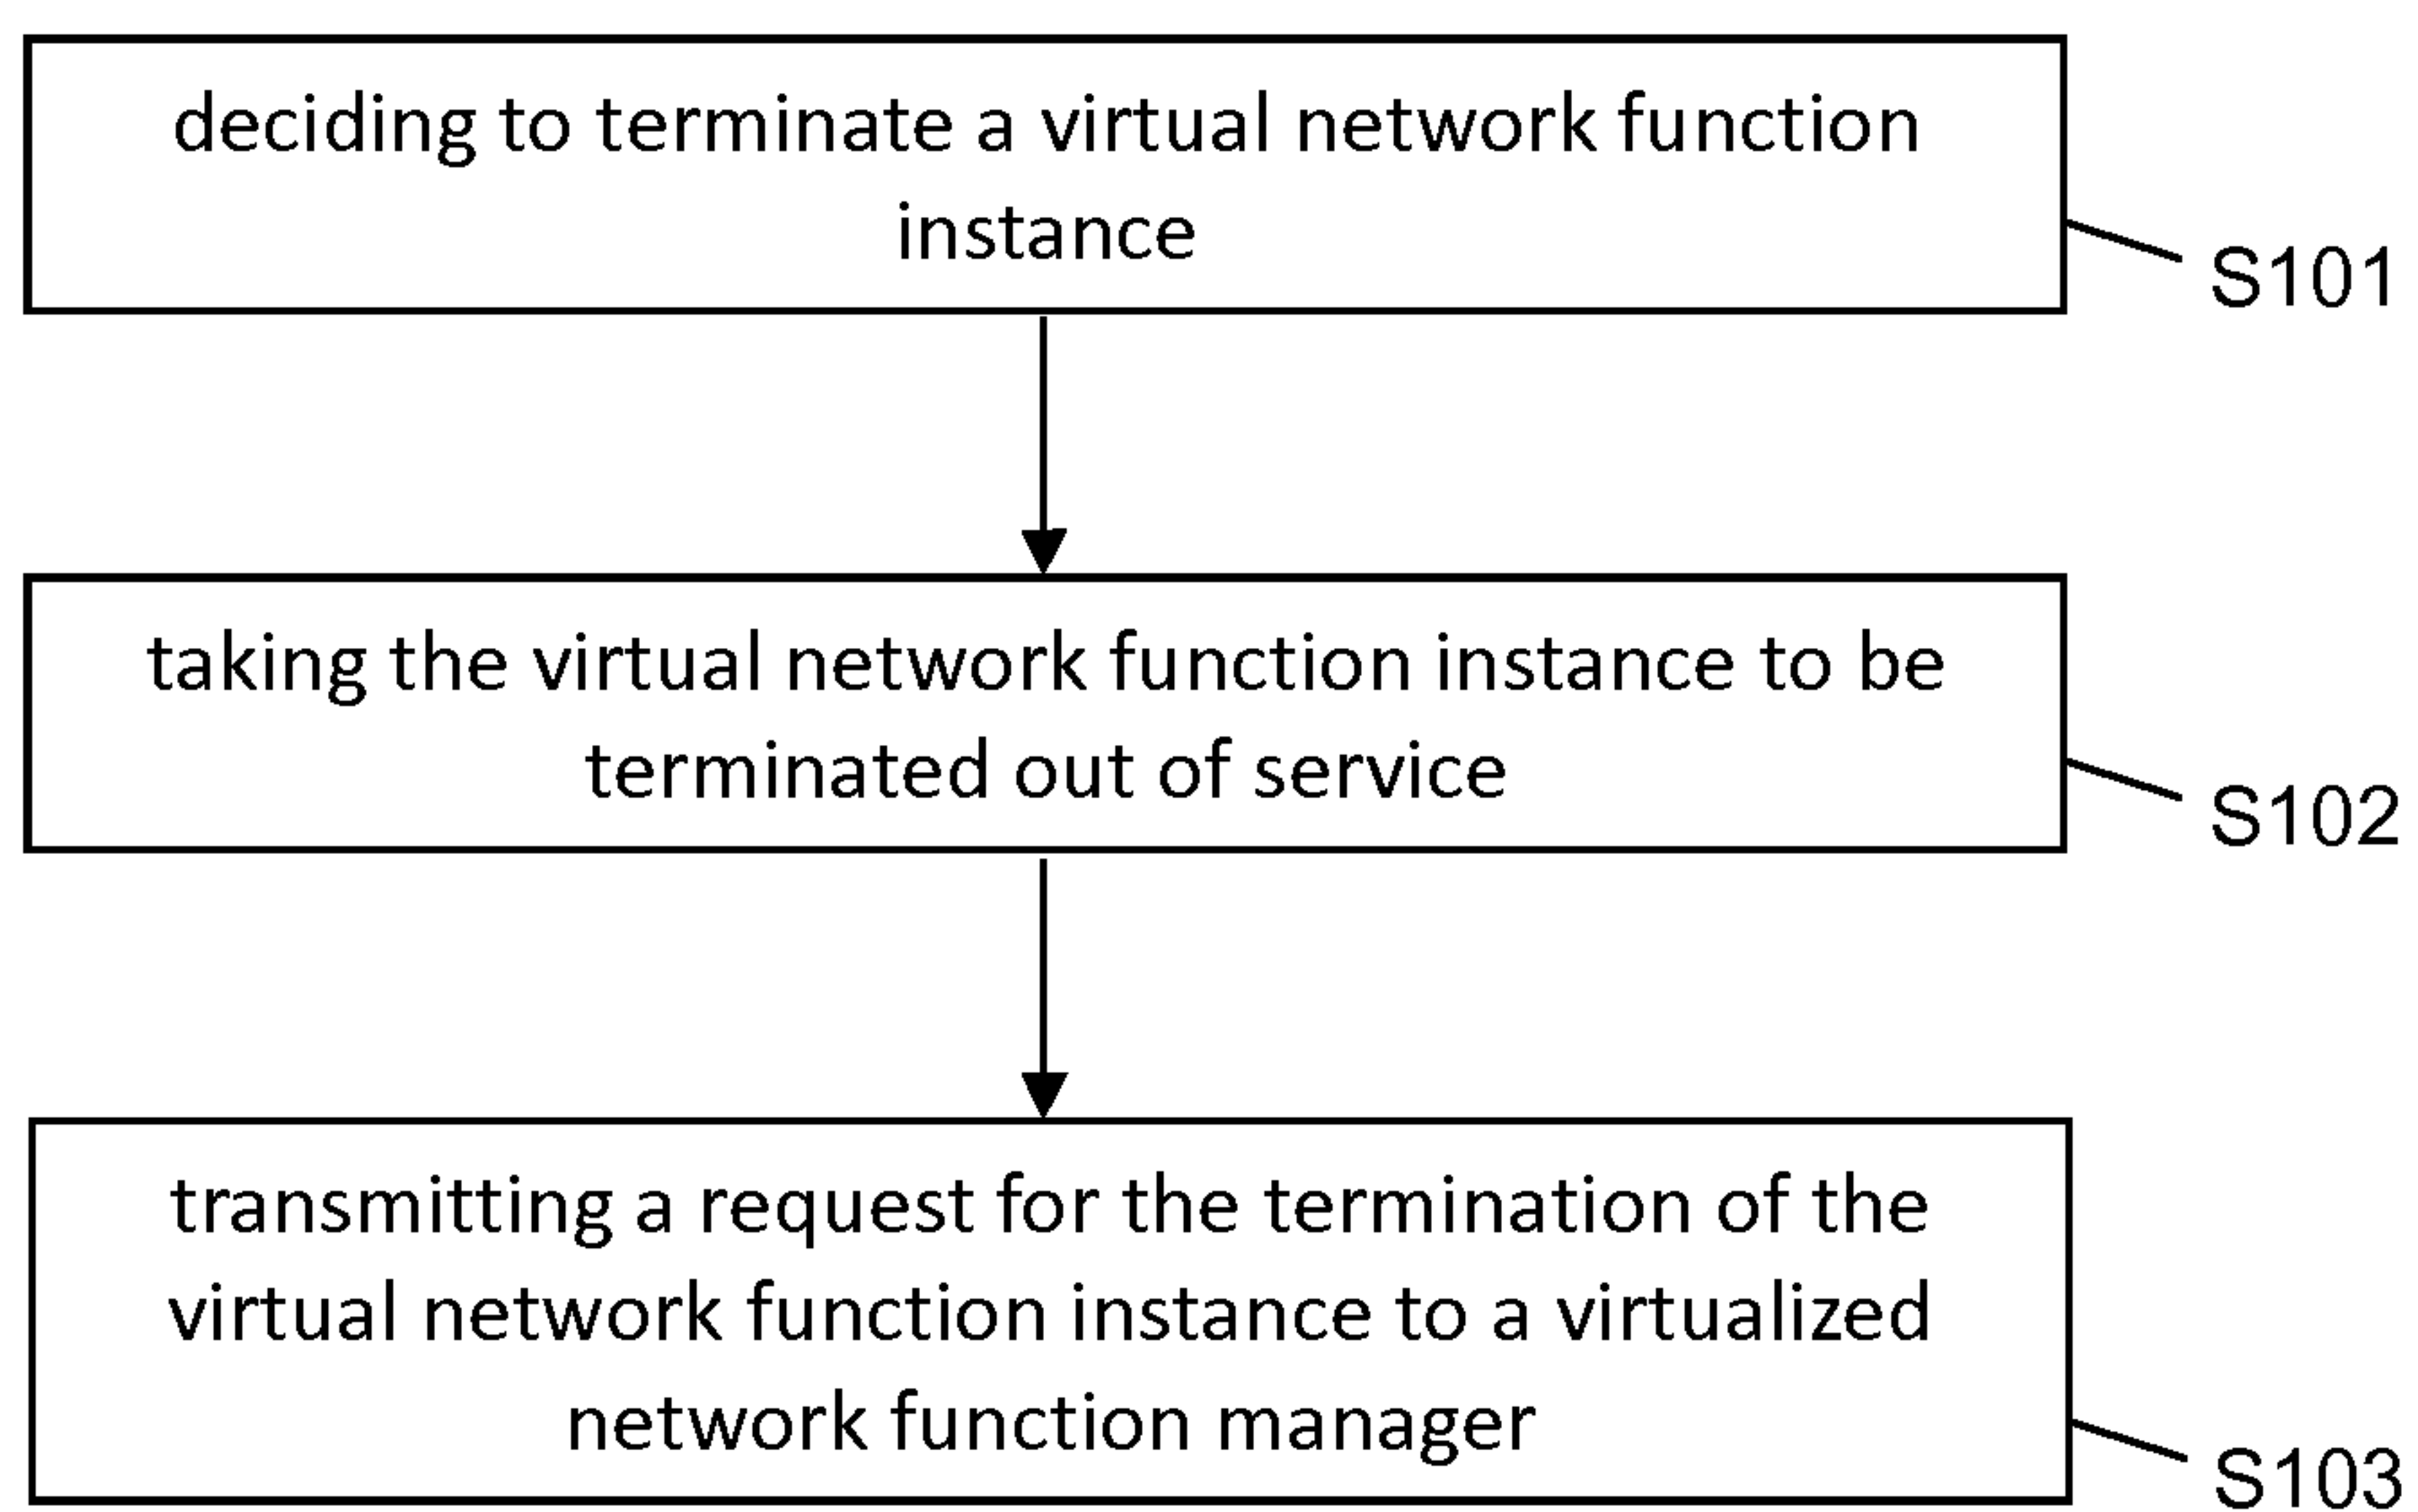 deciding to terminate a virtual network function
instance
S101
taking the virtual network function instance to be
terminated out of service
S102
transmitting a request for the termination of the
virtual network function instance to a virtualized
network function manager
S103